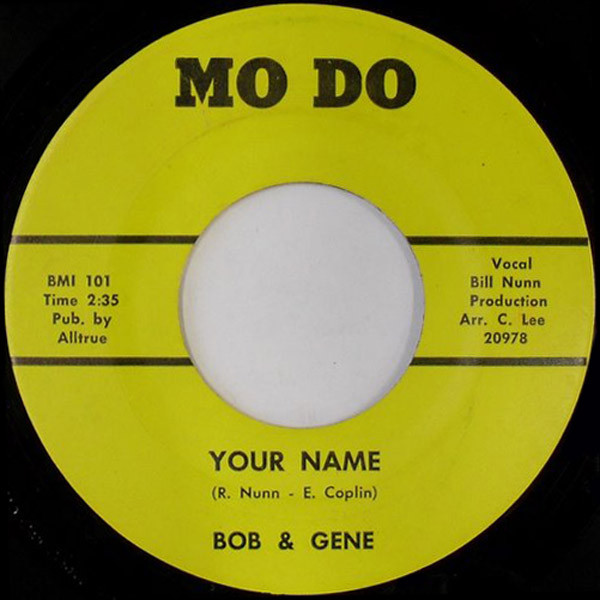 MO DO
BMI 101
Time 2:35
Pub. by
Alltrue
Vocal
Bill Nunn
Production
Arr. C. Lee
20978
YOUR NAME
(R. Nunn - E. Coplin)
BOB & GENE